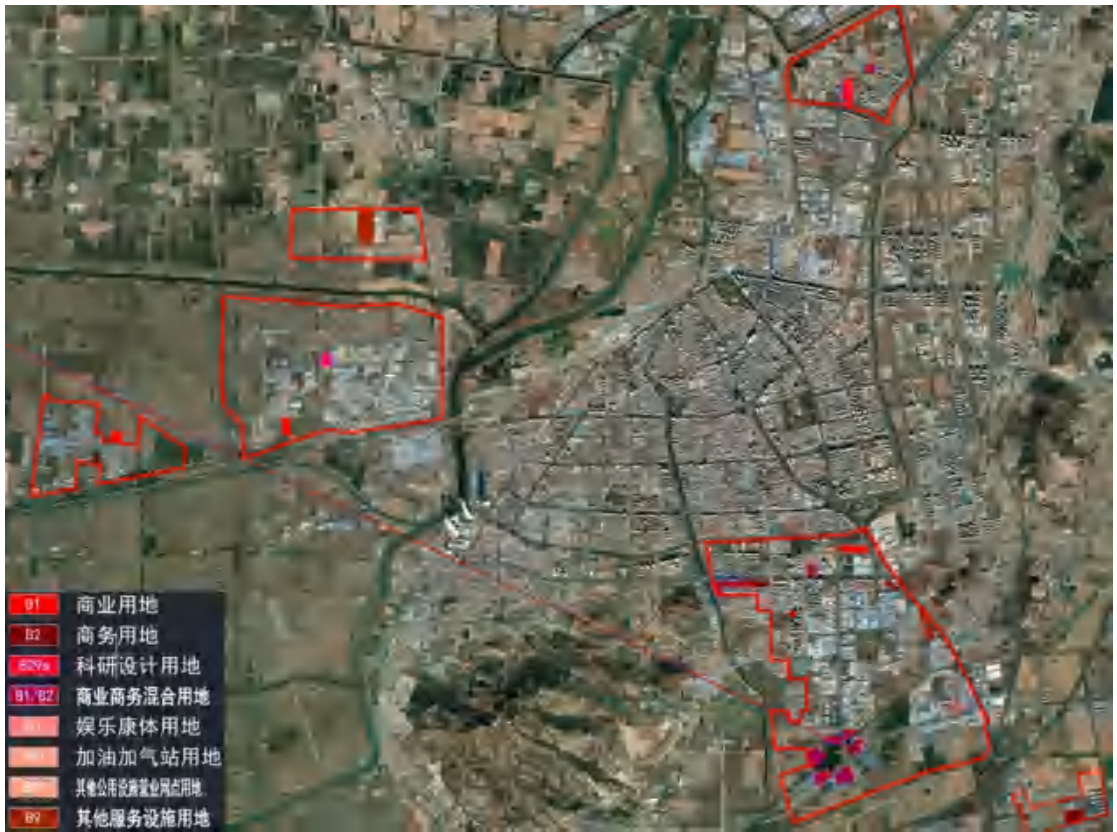 B1 商业用地
B2 商务用地
B29a 科研设计用地
B1/B2 商业商务混合用地
娱乐康体用地
加油加气站用地
其他公用设施营业网点用地
B9 其他服务设施用地